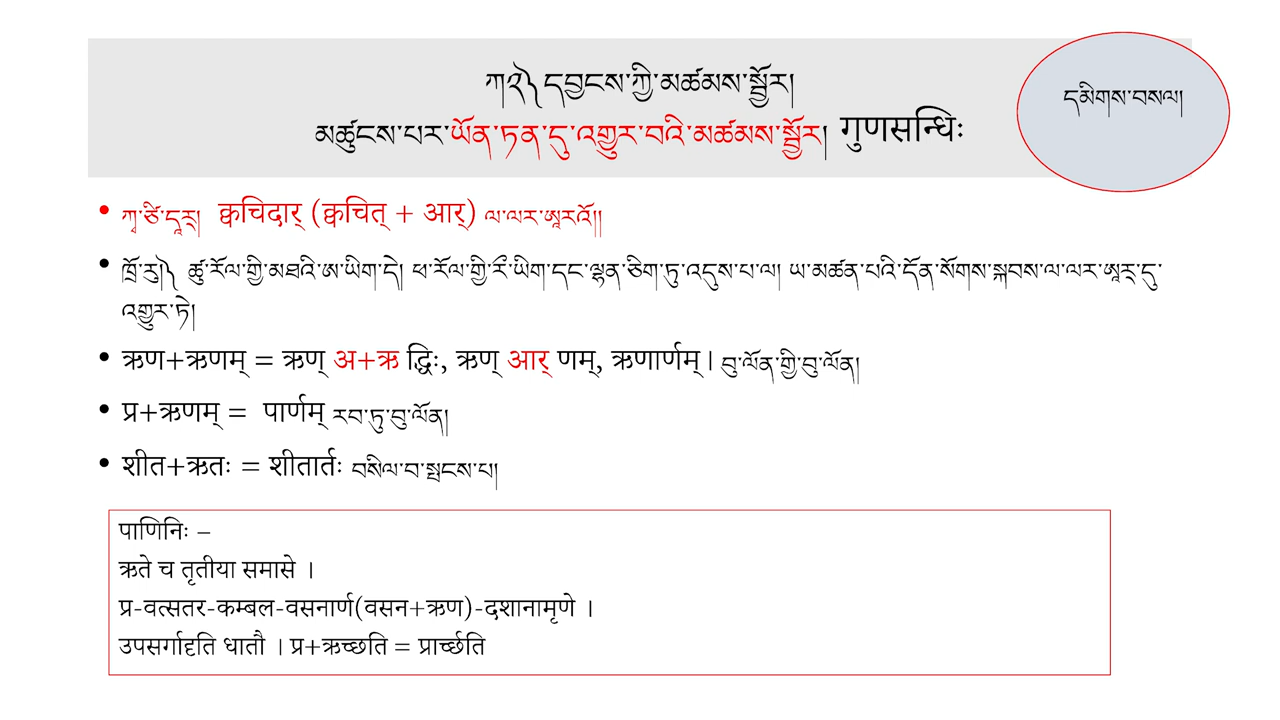 ཀ༢༽ དབྱངས་ཀྱི་མཚམས་སྦྱོར།
མཚུངས་པར་ཡོན་ཏན་དུ་འགྱུར་བའི་མཚམས་སྦྱོར། गुणसन्धिः
དམིགས་བསལ།
• ཀྭ་ཙི་དཱར྄། क्वचिदार् (क्वचित् + आर्) ལ་ལར་ཨཱརའོ།།
• ཁྲོ་རུ།༽ ཚུ་རོལ་གྱི་མཐའི་ཨ་ཡིག་དེ། ཕ་རོལ་གྱི་རྀ་ཡིག་དང་ལྷན་ཅིག་ཏུ་འདུས་པ་ལ། ཡ་མཚན་པའི་དོན་སོགས་སྐབས་ལ་ལར་ཨཱར྄་དུ་
འགྱུར་ཏེ།
• ऋण+ऋणम् = ऋण् अ+ऋ द्धिः, ऋण् आर् णम्, ऋणार्णम्। བུ་ལོན་གྱི་བུ་ལོན།
• प्र+ऋणम् = पार्णम् རབ་ཏུ་བུ་ལོན།
• शीत+ऋतः = शीतार्तः བསིལ་བ་སྤངས་པ།
पाणिनिः –
ऋते च तृतीया समासे ।
प्र-वत्सतर-कम्बल-वसनार्ण(वसन+ऋण)-दशानामृणे ।
उपसर्गादृति धातौ । प्र+ऋच्छति = प्रार्च्छति